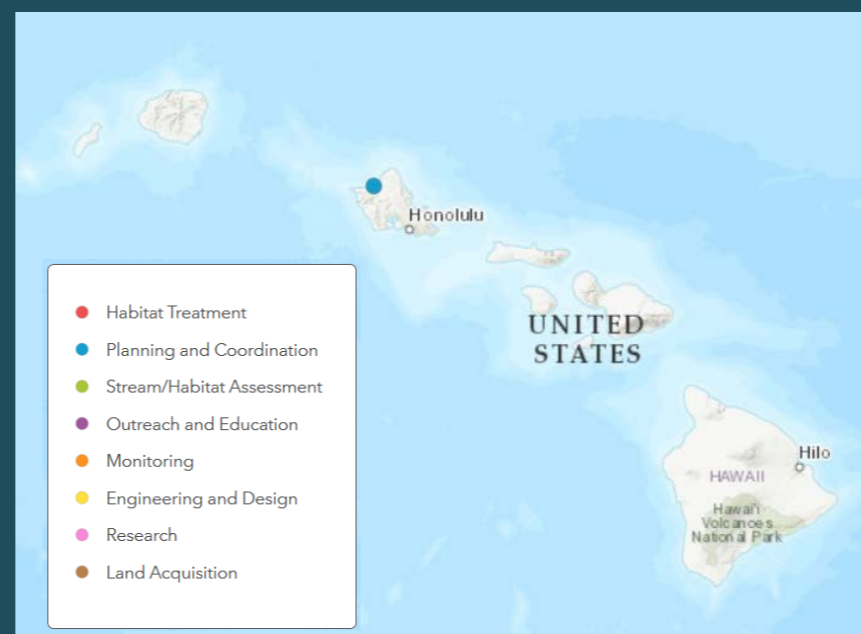 Honolulu
UNITED
STATES
Habitat Treatment
Planning and Coordination
Stream/Habitat Assessment
Outreach and Education
Monitoring
Engineering and Design
Research
Land Acquisition
Hilo
HAWAII
Hawai'i
Volcanoes
National Park